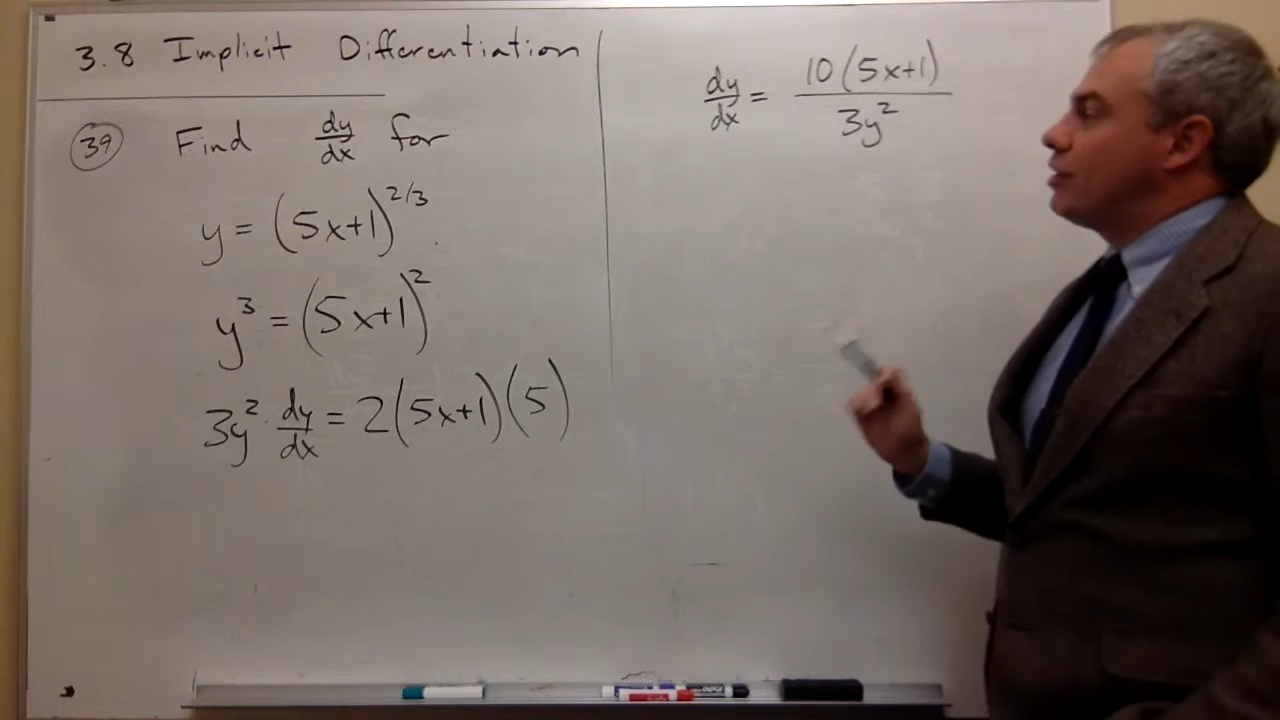 3.8 Implicit Differentiation
39 Find dy/dx for
y = (5x+1)^2/3
y^3 = (5x+1)^2
3y^2 · dy/dx = 2(5x+1)(5)
dy/dx = 10(5x+1)/3y^2